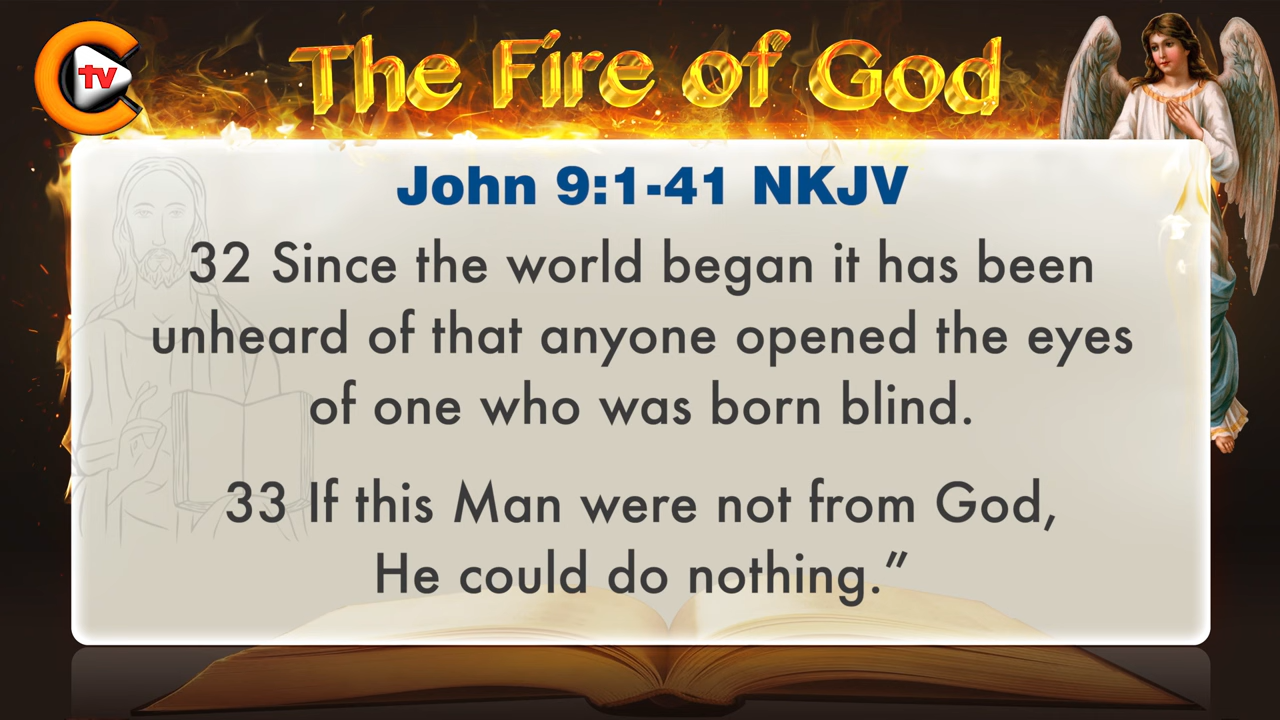 tv
The Fire of God
John 9:1-41 NKJV
32 Since the world began it has been
unheard of that anyone opened the eyes
of one who was born blind.
33 If this Man were not from God,
He could do nothing.”